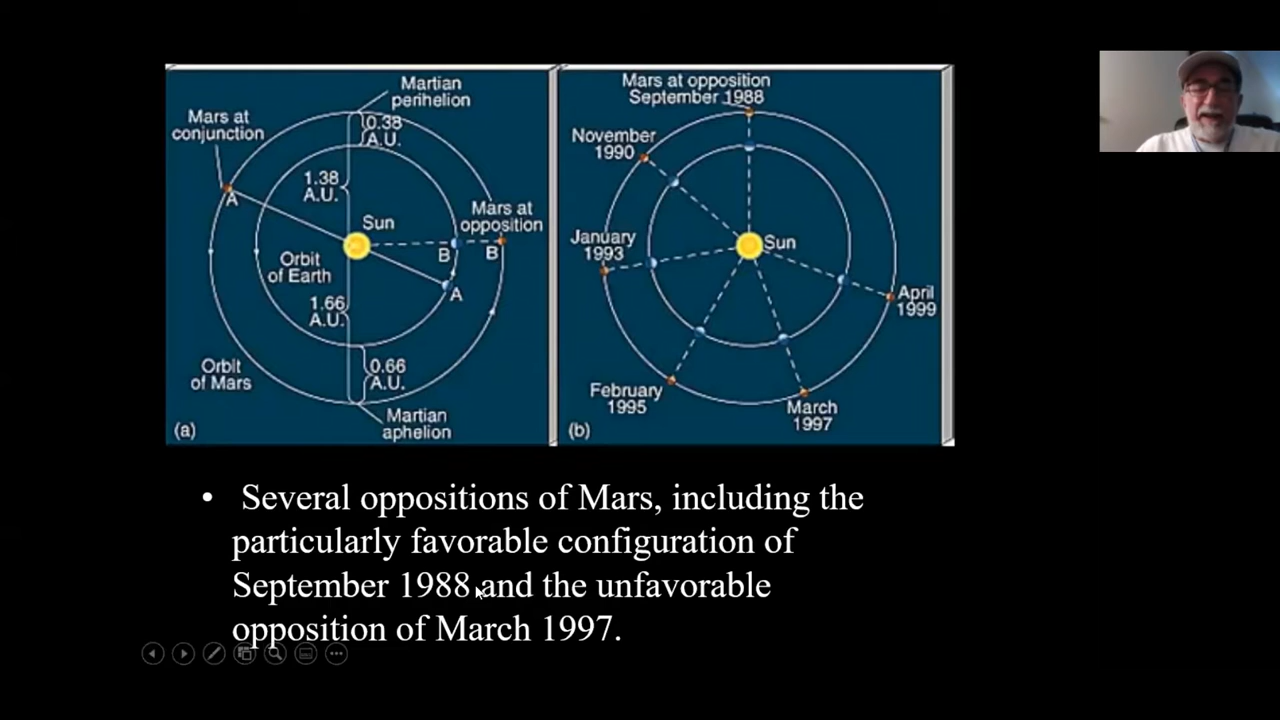 Martian
perihelion
Mars at
conjunction
0.38
A.U.
A
1.38
A.U.
Sun
Mars at
opposition
B
B
Orbit
of Earth
A
1.66
A.U.
0.66
A.U.
Orbit
of Mars
Martian
aphelion
(a)
Mars at opposition
September 1988
November
1990
January
1993
Sun
April
1999
February
1995
March
1997
(b)
• Several oppositions of Mars, including the
particularly favorable configuration of
September 1988 and the unfavorable
opposition of March 1997.